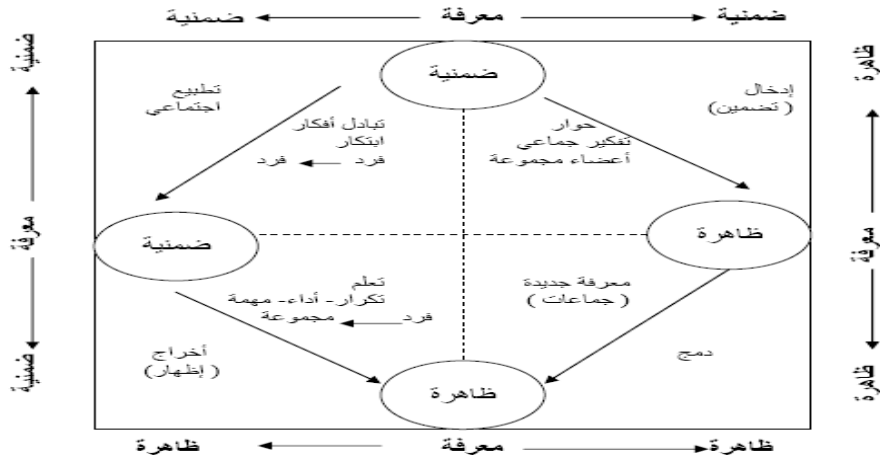 ضمنية معرفة ضمنية
ضمنية
ظاهرة
ضمنية
إدخال
( تضمين)
تطبيع
اجتماعي
حوار
تفكير جماعي
أعضاء مجموعة
تبادل أفكار
ابتكار
فرد فرد
معرفة
معرفة
ظاهرة
ضمنية
معرفة جديدة
( جماعات )
تعلم
تكرار- أداء- مهمة
فرد مجموعة
دمج
أخراج
( إظهار)
ظاهرة
ظاهرة
ضمنية
ظاهرة معرفة ظاهرة